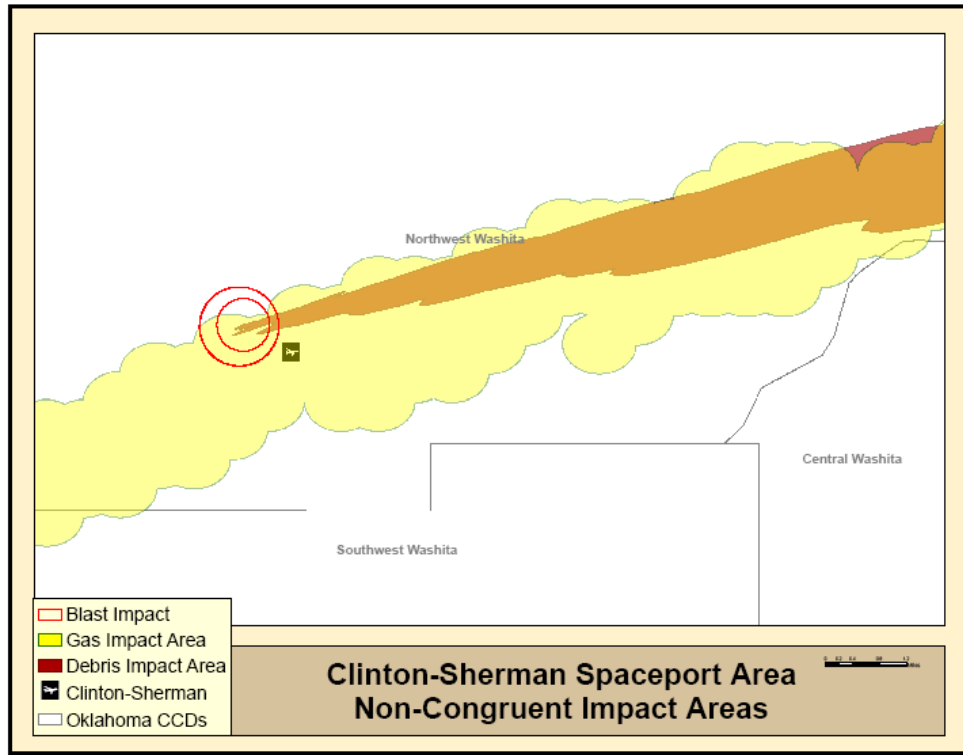 Northwest Washita
Central Washita
Southwest Washita
Blast Impact
Gas Impact Area
Debris Impact Area
Clinton-Sherman
Oklahoma CCDs
Clinton-Sherman Spaceport Area
Non-Congruent Impact Areas